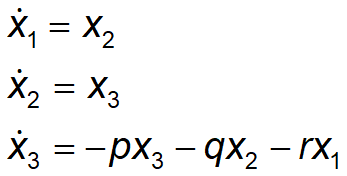 ẋ₁ = x₂
ẋ₂ = x₃
ẋ₃ = −px₃ − qx₂ − rx₁